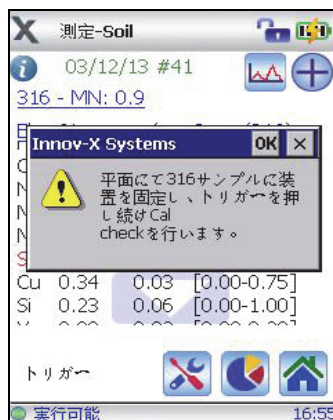 測定-Soil
03/12/13 #41
316 - MN: 0.9
Innov-X Systems OK
平面にて316サンプルに装
置を固定し、トリガーを押
し続けCal
checkを行います。
Cu 0.34 0.03 [0.00-0.75]
Si 0.23 0.06 [0.00-1.00]
トリガー
実行可能 16:55